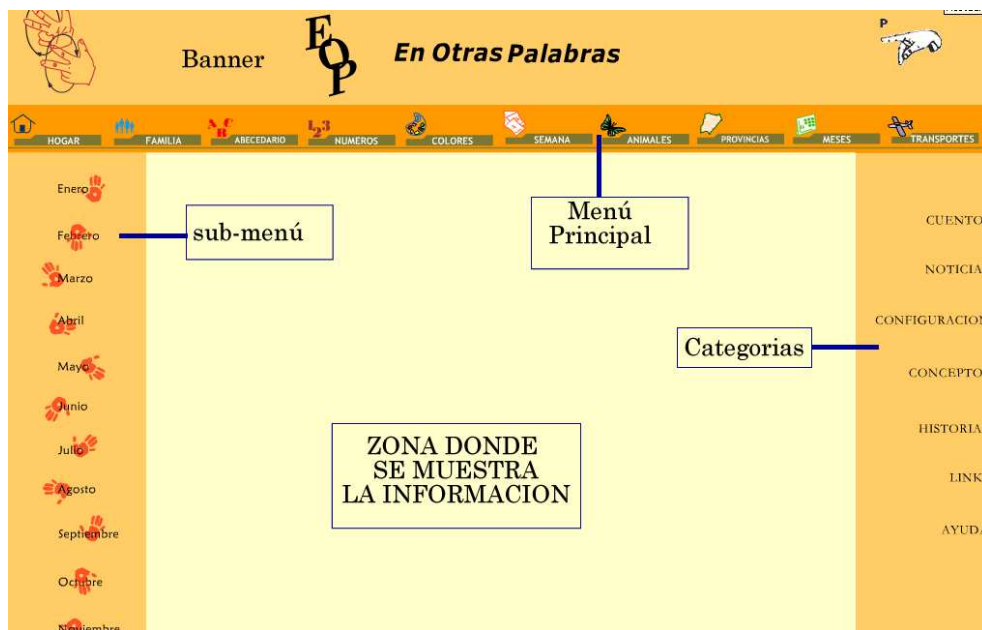 P
Banner
EOP
En Otras Palabras
HOGAR
FAMILIA
ABC
ABECEDARIO
123
NUMEROS
COLORES
SEMANA
ANIMALES
PROVINCIAS
MESES
TRANSPORTES
Enero
Febrero
Marzo
Abril
Mayo
Junio
Julio
Agosto
Septiembre
Octubre
Noviembre
sub-menú
Menú
Principal
Categorias
ZONA DONDE
SE MUESTRA
LA INFORMACION
CUENTO
NOTICIA
CONFIGURACION
CONCEPTO
HISTORIA
LINK
AYUDA